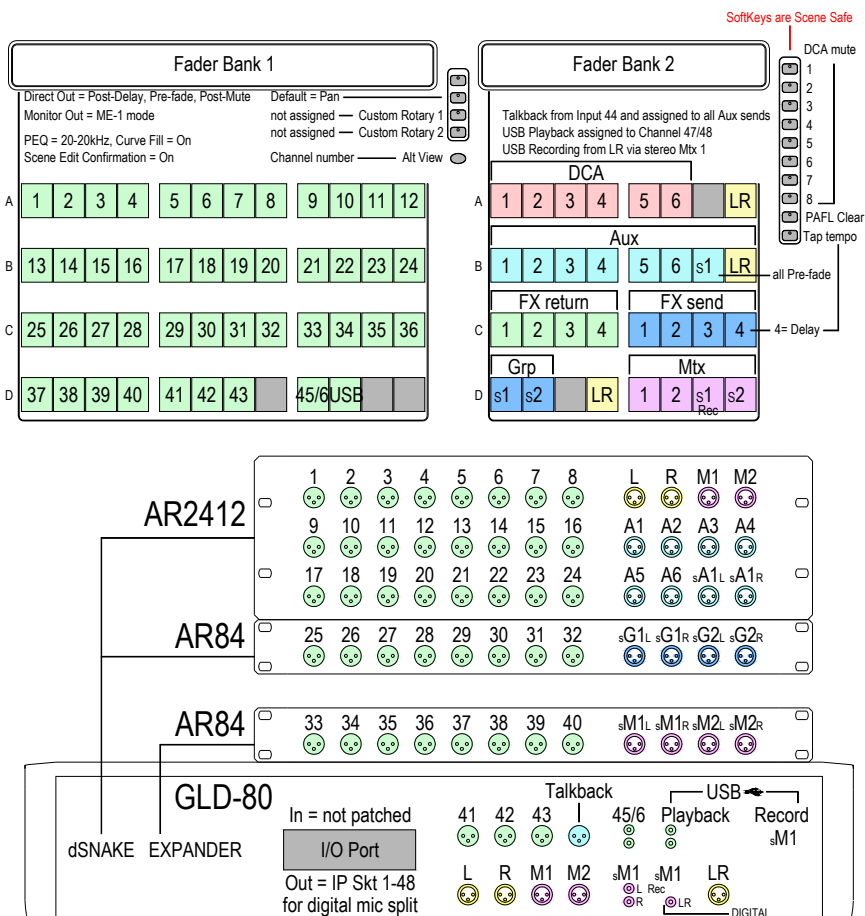 SoftKeys are Scene Safe
DCA mute
Fader Bank 1
Fader Bank 2
1
2
3
4
5
6
7
8
PAFL Clear
Tap tempo
Direct Out = Post-Delay, Pre-fade, Post-Mute
Monitor Out = ME-1 mode
PEQ = 20-20kHz, Curve Fill = On
Scene Edit Confirmation = On
Default = Pan
not assigned — Custom Rotary 1
not assigned — Custom Rotary 2
Channel number — Alt View
Talkback from Input 44 and assigned to all Aux sends
USB Playback assigned to Channel 47/48
USB Recording from LR via stereo Mtx 1
A 1 2 3 4 5 6 7 8 9 10 11 12
B 13 14 15 16 17 18 19 20 21 22 23 24
C 25 26 27 28 29 30 31 32 33 34 35 36
D 37 38 39 40 41 42 43 45/6 USB
DCA
A 1 2 3 4 5 6 LR
Aux
B 1 2 3 4 5 6 s1 LR
all Pre-fade
FX return FX send
C 1 2 3 4 1 2 3 4
4= Delay
Grp Mtx
D s1 s2 LR 1 2 s1 s2
Rec
AR2412
1 2 3 4 5 6 7 8 L R M1 M2
9 10 11 12 13 14 15 16 A1 A2 A3 A4
17 18 19 20 21 22 23 24 A5 A6 sA1L sA1R
AR84
25 26 27 28 29 30 31 32 sG1L sG1R sG2L sG2R
AR84
33 34 35 36 37 38 39 40 sM1L sM1R sM2L sM2R
GLD-80
dSNAKE EXPANDER
In = not patched
I/O Port
Out = IP Skt 1-48
for digital mic split
Talkback
USB
41 42 43 45/6 Playback Record
sM1
L R M1 M2 sM1 sM1 LR
L Rec
R LR
DIGITAL